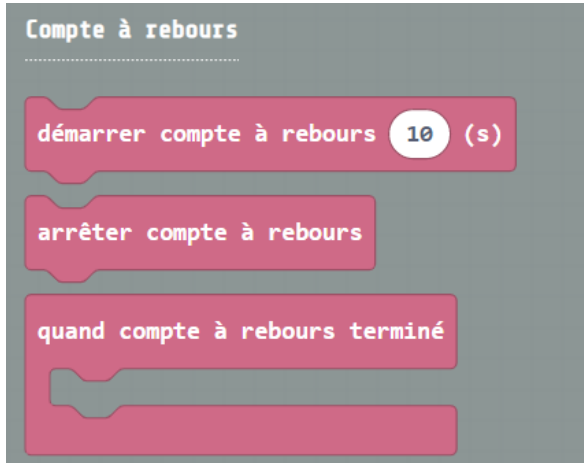 Compte à rebours
démarrer compte à rebours 10 (s)
arrêter compte à rebours
quand compte à rebours terminé